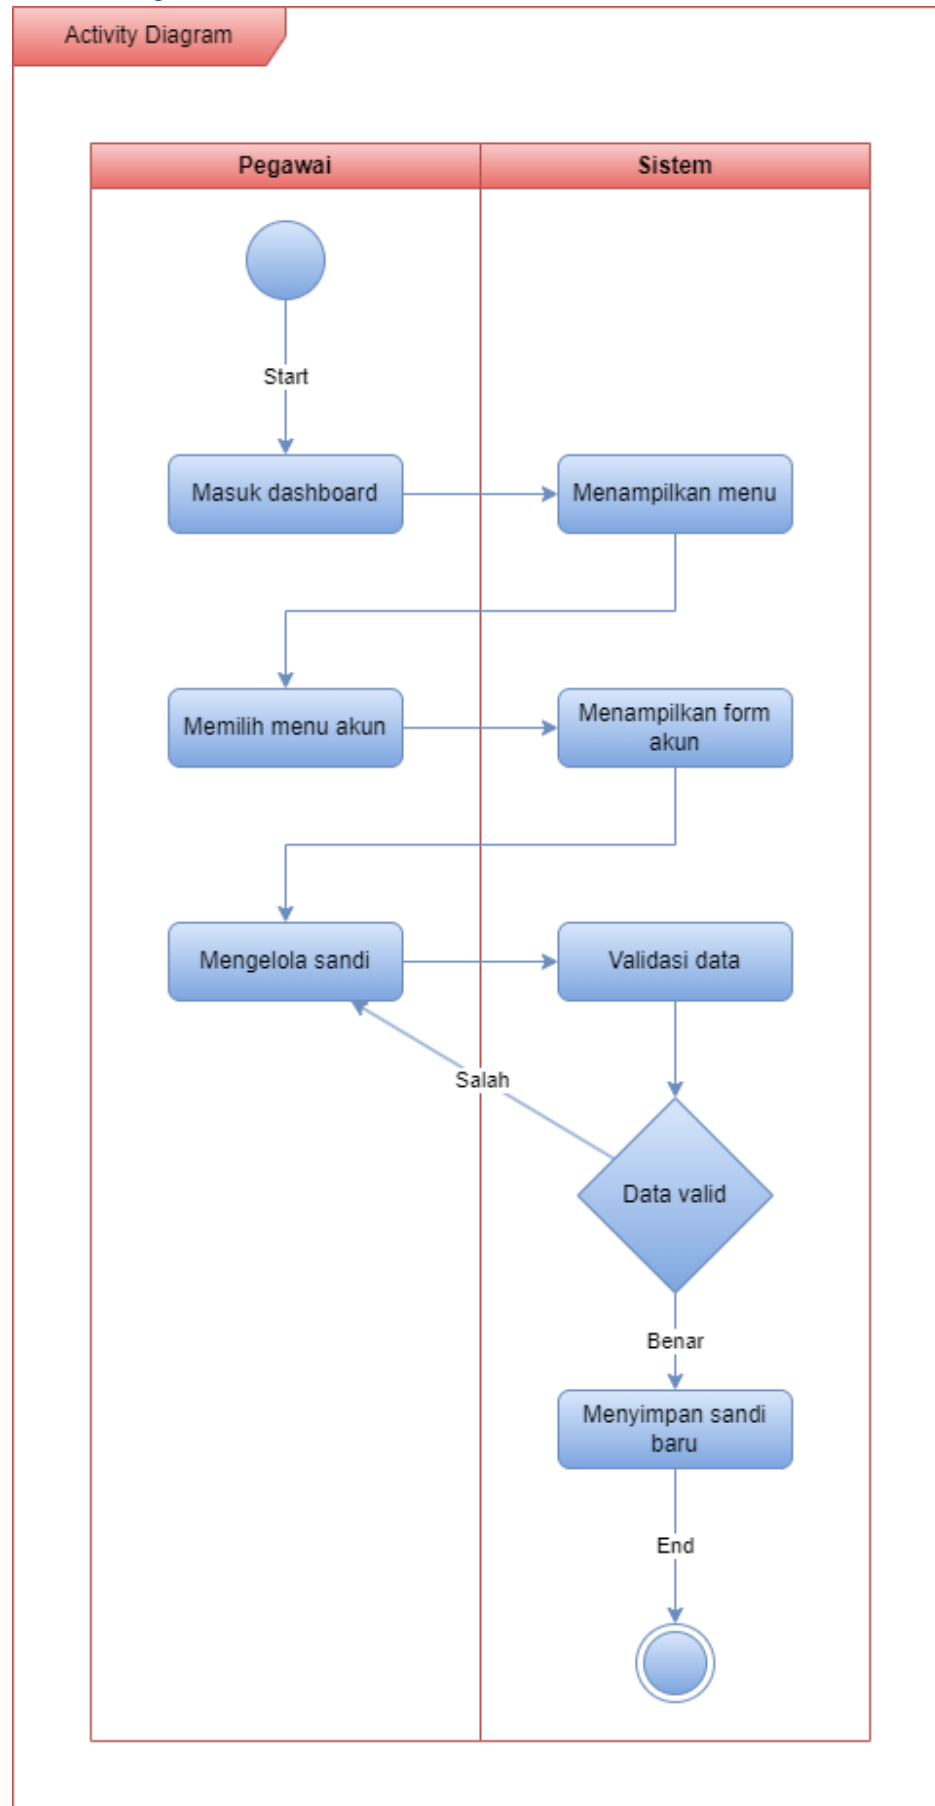 Activity Diagram
Pegawai
Sistem
Start
Masuk dashboard
Menampilkan menu
Memilih menu akun
Menampilkan form
akun
Mengelola sandi
Validasi data
Salah
Data valid
Benar
Menyimpan sandi
baru
End